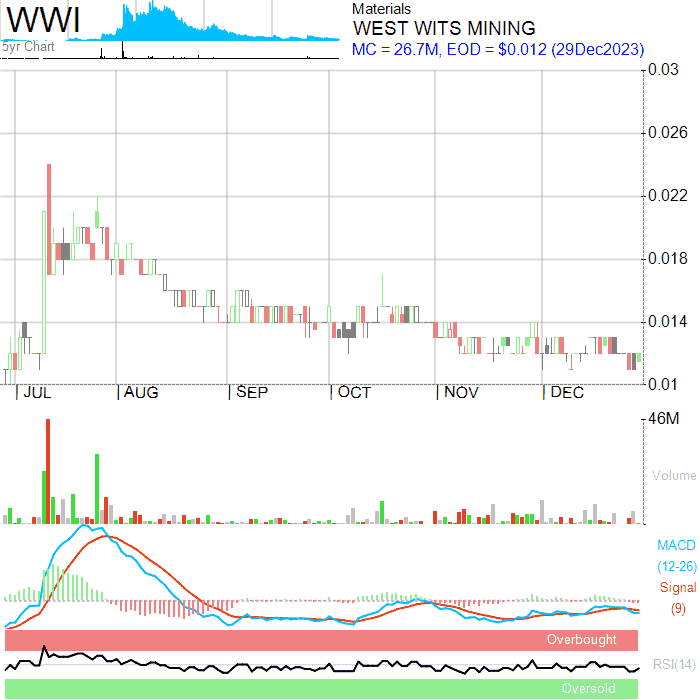 WWI
5yr Chart
Materials
WEST WITS MINING
MC = 26.7M, EOD = $0.012 (29Dec2023)
0.03
0.026
0.022
0.018
0.014
0.01
JUL AUG SEP OCT NOV DEC
46M
Volume
MACD
(12-26)
Signal
(9)
Overbought
RSI(14)
Oversold